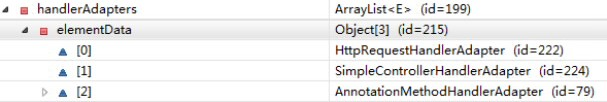 handlerAdapters ArrayList<E> (id=199)
elementData Object[3] (id=215)
[0] HttpRequestHandlerAdapter (id=222)
[1] SimpleControllerHandlerAdapter (id=224)
[2] AnnotationMethodHandlerAdapter (id=79)